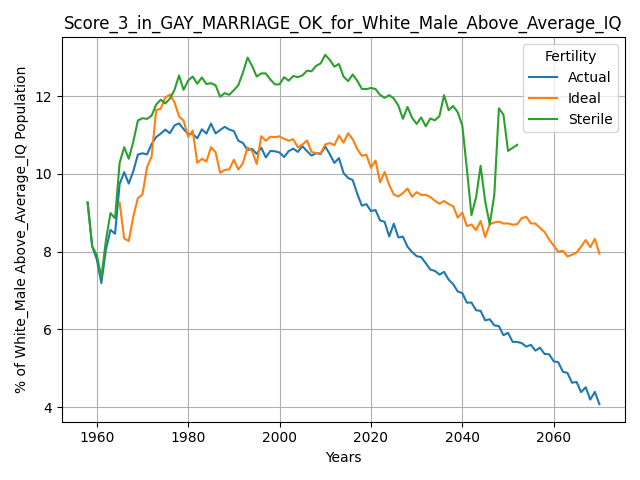 Score_3_in_GAY_MARRIAGE_OK_for_White_Male_Above_Average_IQ
Fertility
Actual
Ideal
Sterile
% of White_Male Above_Average_IQ Population
12
10
8
6
4
1960 1980 2000 2020 2040 2060
Years